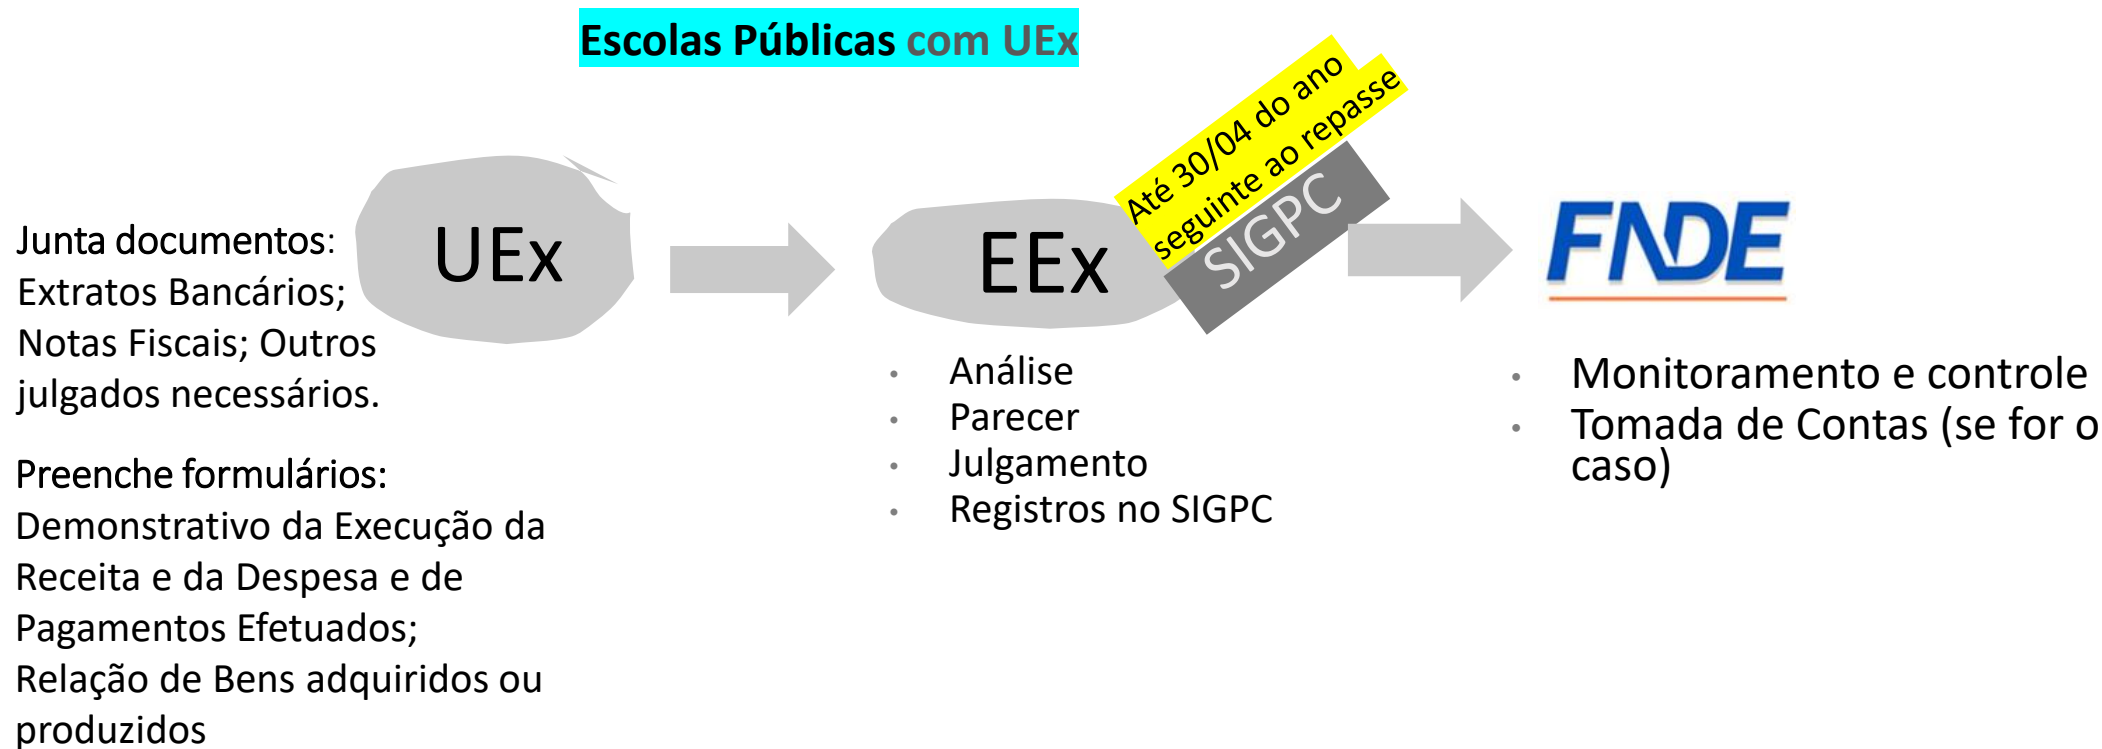 Escolas Públicas com UEx
Junta documentos:
Extratos Bancários;
Notas Fiscais; Outros
julgados necessários.
Preenche formulários:
Demonstrativo da Execução da
Receita e da Despesa e de
Pagamentos Efetuados;
Relação de Bens adquiridos ou
produzidos
UEx
EEx
Até 30/04 do ano
seguinte ao repasse
SIGPC
• Análise
• Parecer
• Julgamento
• Registros no SIGPC
FNDE
• Monitoramento e controle
• Tomada de Contas (se for o
caso)